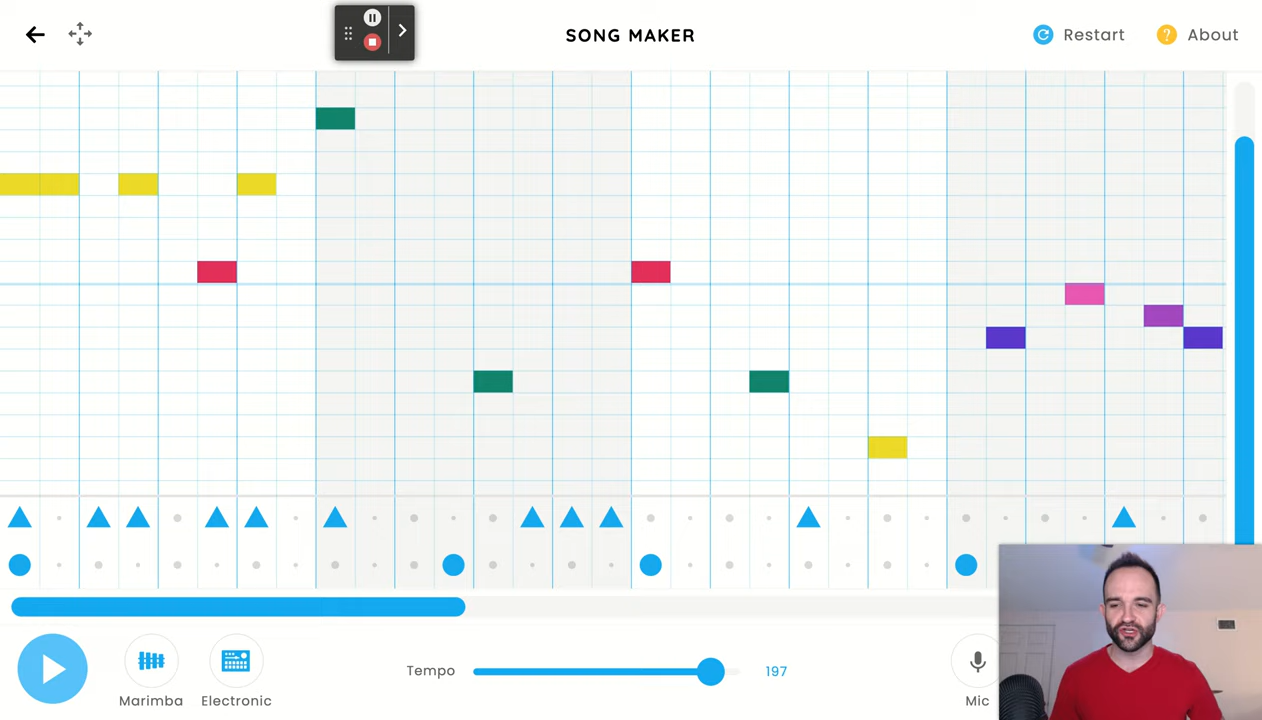 SONG MAKER
Restart
About
Tempo
197
Marimba
Electronic
Mic